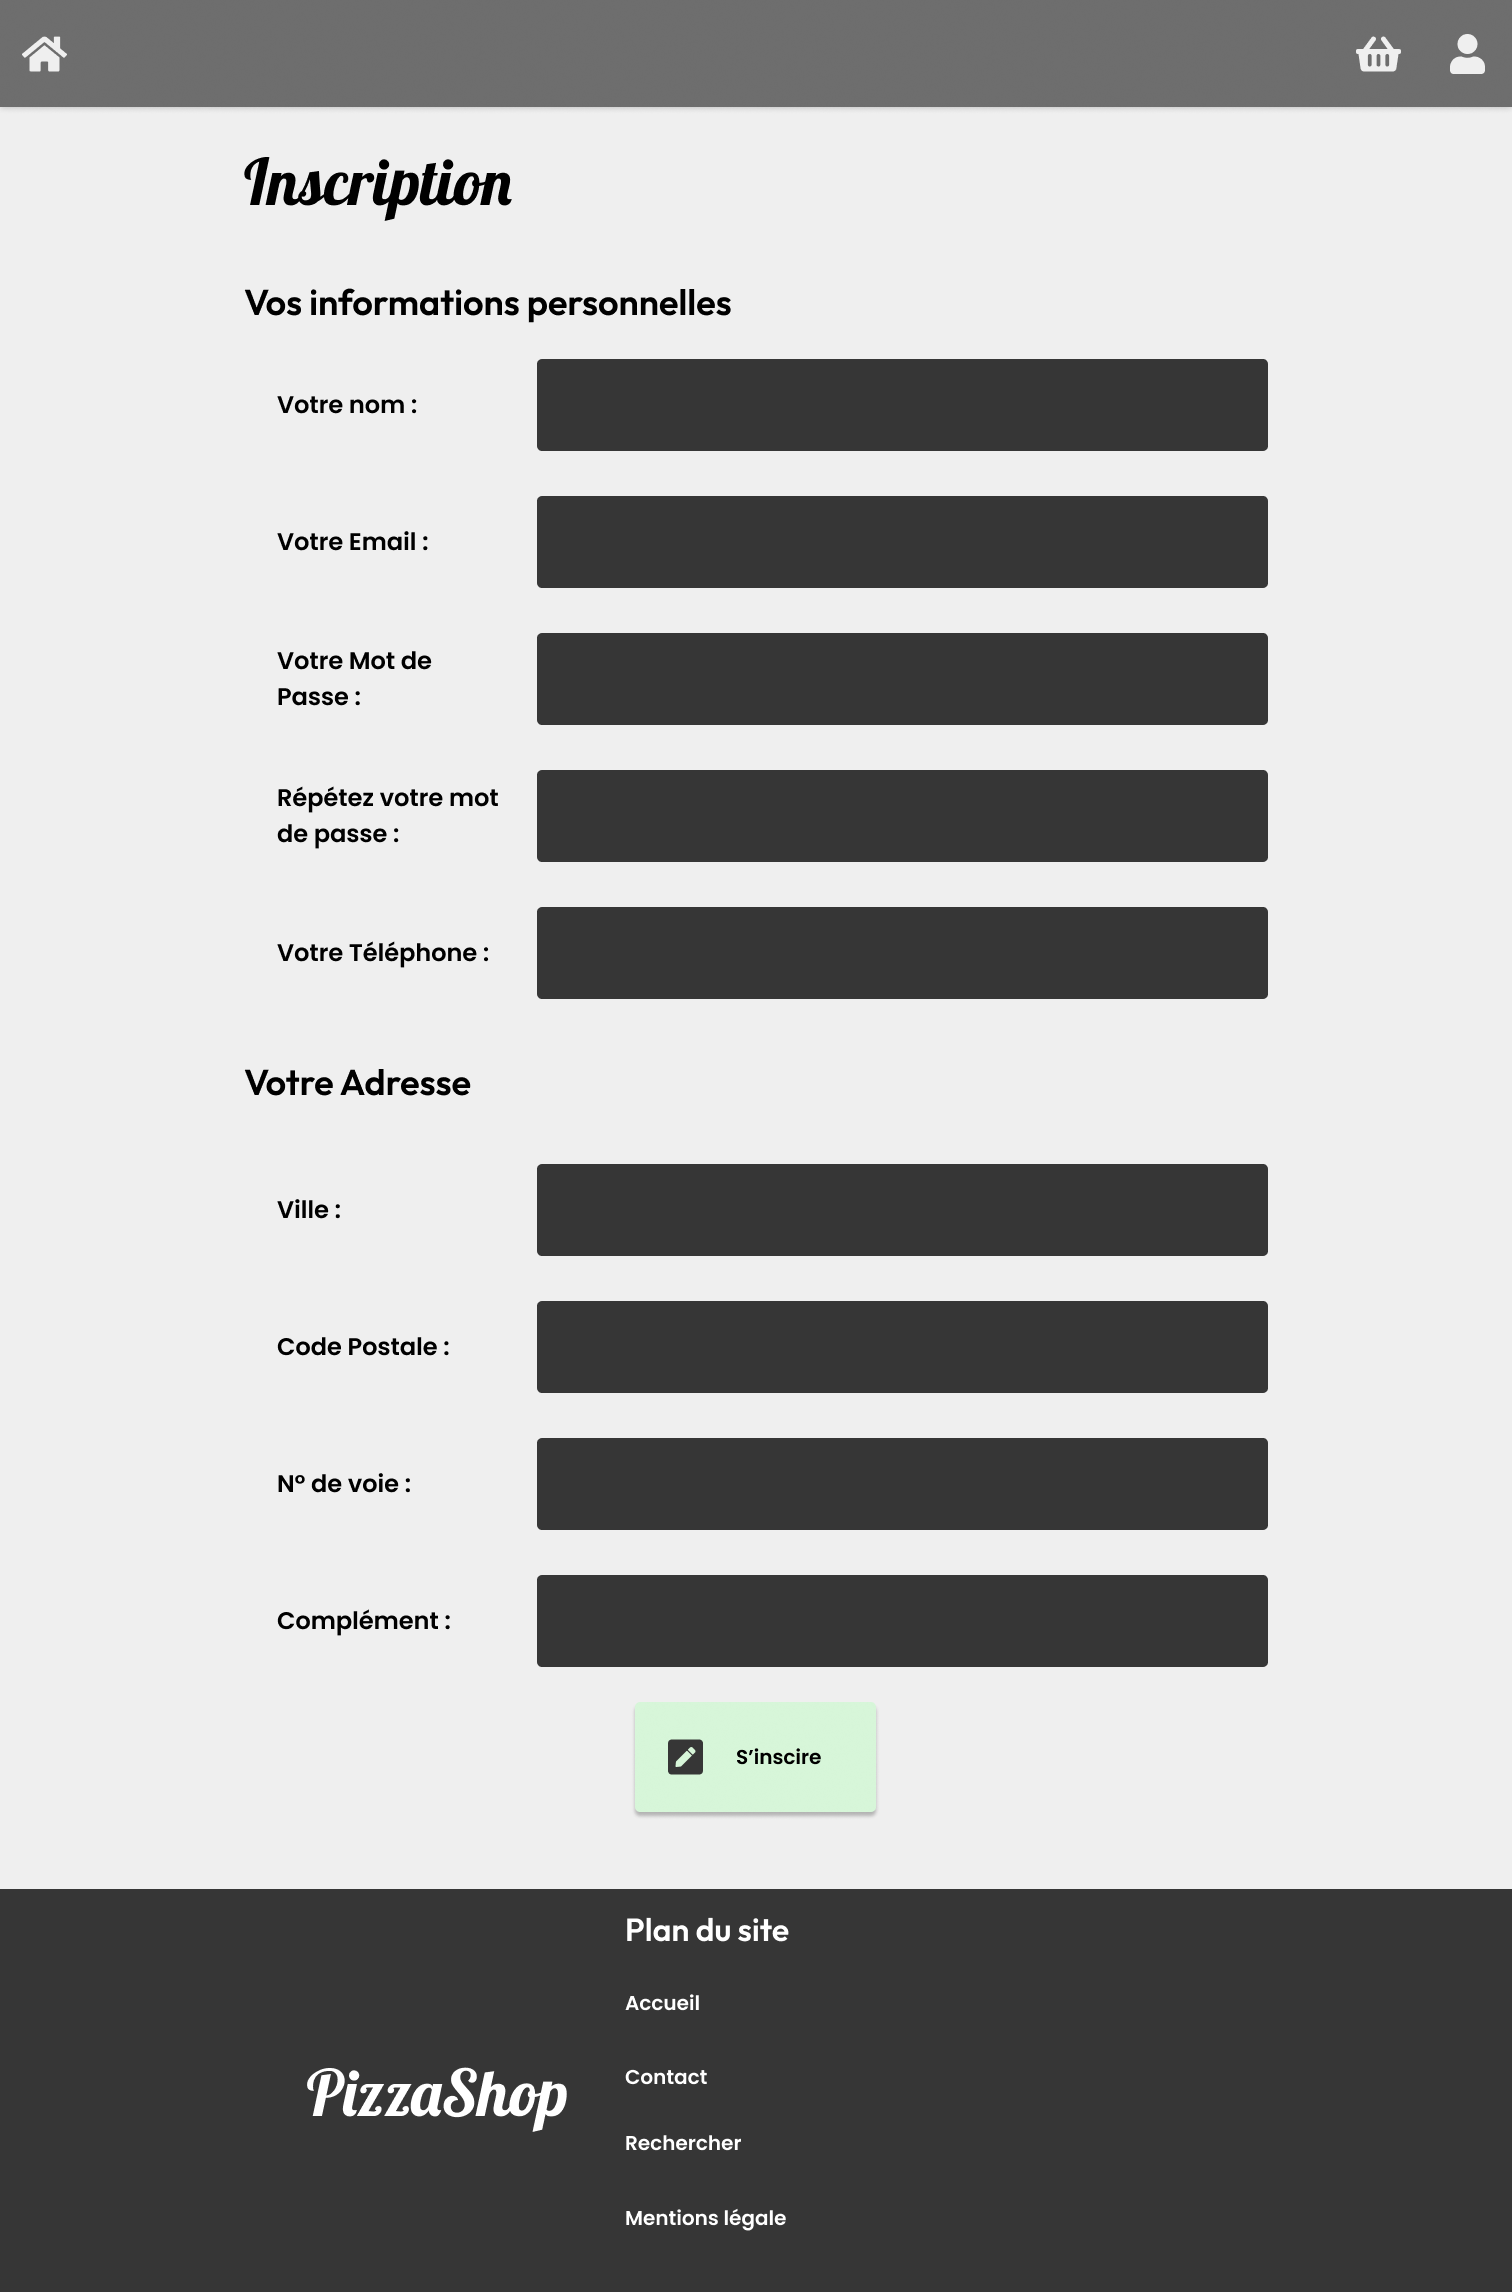 Inscription
Vos informations personnelles
Votre nom :
Votre Email :
Votre Mot de
Passe :
Répétez votre mot
de passe :
Votre Téléphone :
Votre Adresse
Ville :
Code Postale :
N° de voie :
Complément :
S’inscire
Plan du site
Accueil
Contact
PizzaShop
Rechercher
Mentions légale